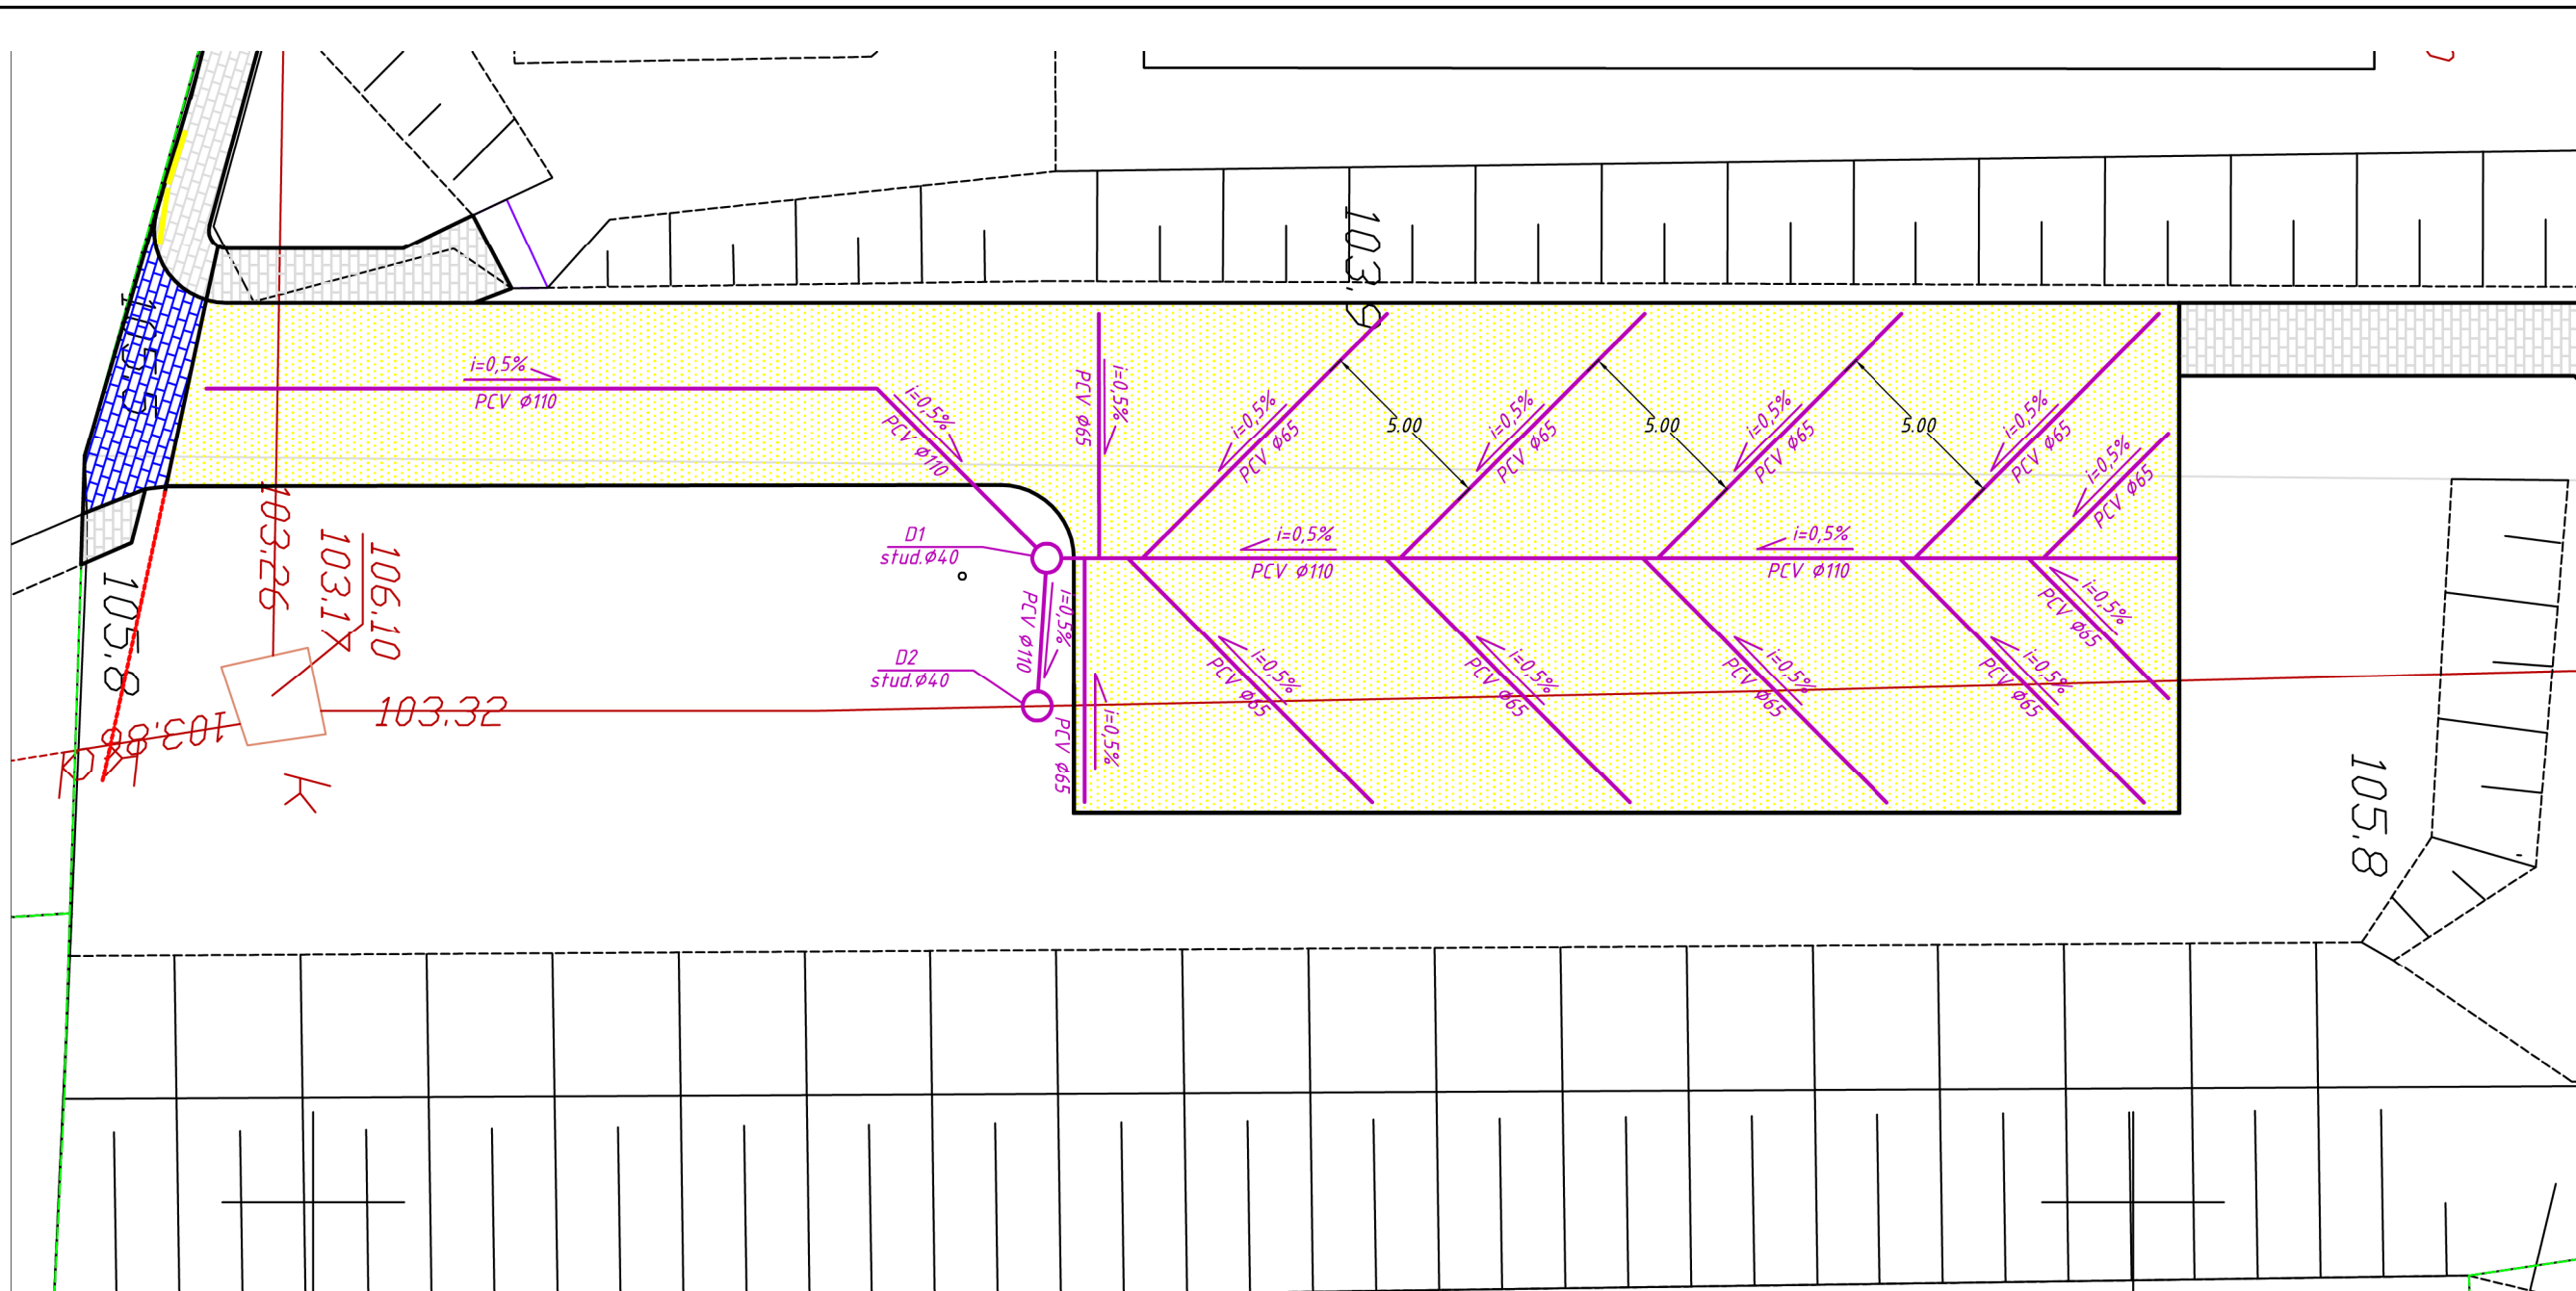 103,9
i=0,5%
PCV Ø110
i=0,5%
PCV Ø110
PCV Ø65
i=0,5%
i=0,5%
PCV Ø65
5.00
i=0,5%
PCV Ø65
5.00
i=0,5%
PCV Ø65
5.00
i=0,5%
PCV Ø65
i=0,5%
PCV Ø65
D1
stud.Ø40
i=0,5%
PCV Ø110
i=0,5%
PCV Ø110
PCV Ø110
i=0,5%
D2
stud.Ø40
PCV Ø65
i=0,5%
i=0,5%
PCV Ø65
i=0,5%
PCV Ø65
i=0,5%
PCV Ø65
i=0,5%
PCV Ø65
i=0,5%
PCV Ø65
103.26
106.10
103.17
105.8
103.32
103.88
K
105.8